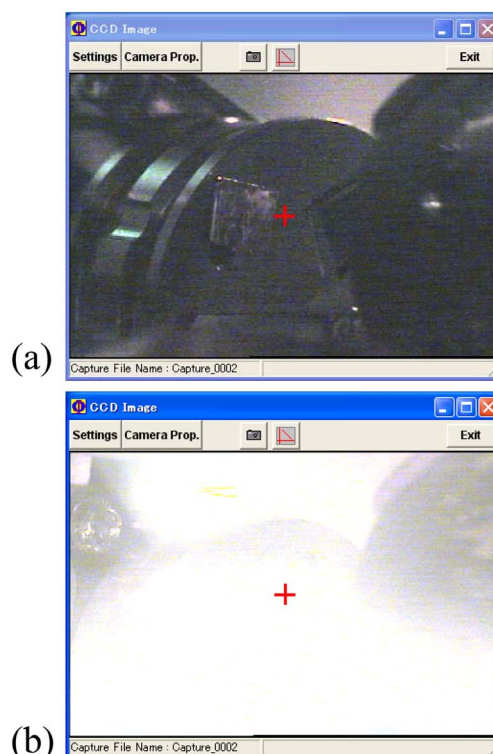 (a)
CCD Image
Settings Camera Prop. Exit
Capture File Name : Capture_0002
(b)
CCD Image
Settings Camera Prop. Exit
Capture File Name : Capture_0002